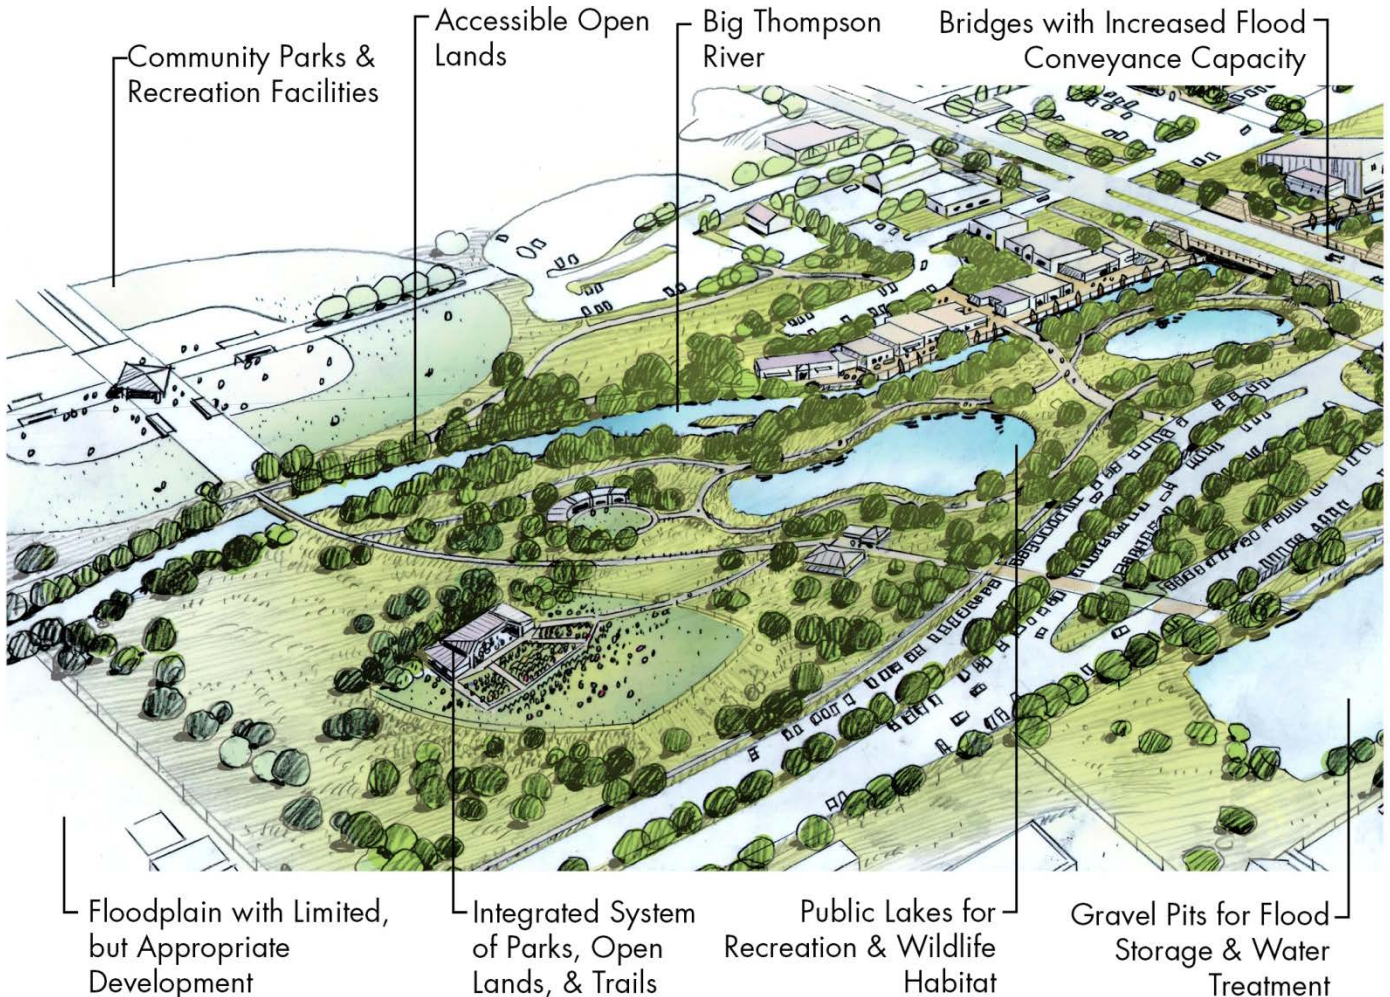 Accessible Open
Lands
Big Thompson
River
Bridges with Increased Flood
Conveyance Capacity
Community Parks &
Recreation Facilities
Floodplain with Limited,
but Appropriate
Development
Integrated System
of Parks, Open
Lands, & Trails
Public Lakes for
Recreation & Wildlife
Habitat
Gravel Pits for Flood
Storage & Water
Treatment